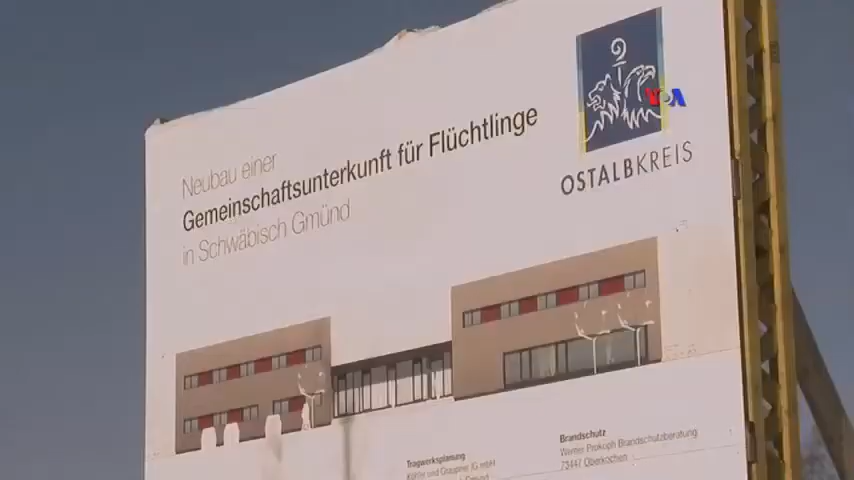 VOA
OSTALBKREIS
Neubau einer
Gemeinschaftsunterkunft für Flüchtlinge
in Schwäbisch Gmünd
Tragwerksplanung
Brandschutz
Werner Prokoph Brandschutzberatung
73447 Oberkochen